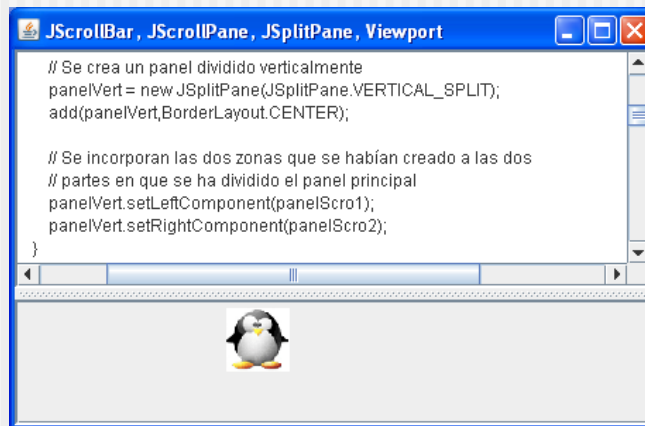 JScrollBar, JScrollPane, JSplitPane, Viewport
// Se crea un panel dividido verticalmente
panelVert = new JSplitPane(JSplitPane.VERTICAL_SPLIT);
add(panelVert,BorderLayout.CENTER);
// Se incorporan las dos zonas que se habían creado a las dos
// partes en que se ha dividido el panel principal
panelVert.setLeftComponent(panelScro1);
panelVert.setRightComponent(panelScro2);
}